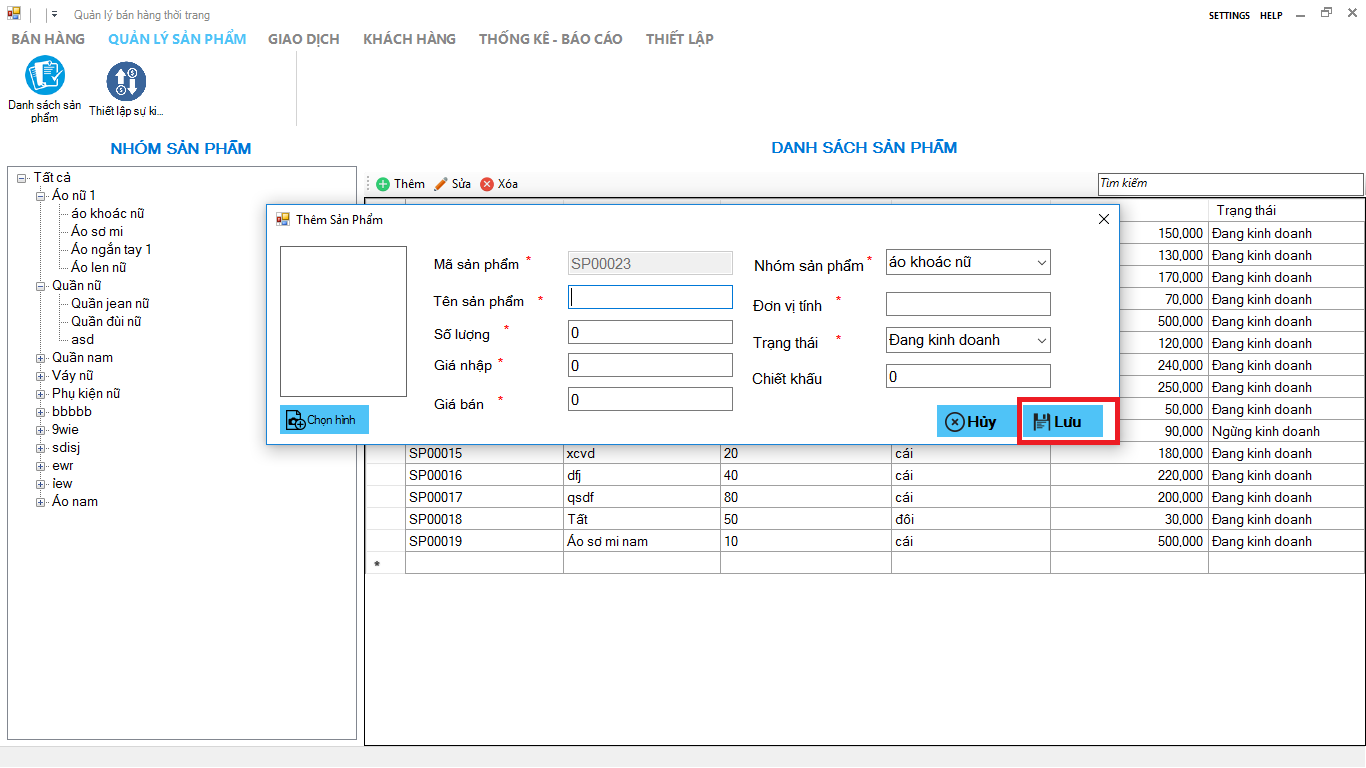 Quản lý bán hàng thời trang
SETTINGS HELP
BÁN HÀNG QUẢN LÝ SẢN PHẨM GIAO DỊCH KHÁCH HÀNG THỐNG KÊ - BÁO CÁO THIẾT LẬP
Danh sách sản phẩm
Thiết lập sự ki...
NHÓM SẢN PHẨM
Tất cả
Áo nữ 1
áo khoác nữ
Áo sơ mi
Áo ngắn tay 1
Áo len nữ
Quần nữ
Quần jean nữ
Quần đùi nữ
asd
Quần nam
Váy nữ
Phụ kiện nữ
bbbbb
9wie
sdisj
ewr
iew
Áo nam
DANH SÁCH SẢN PHẨM
Thêm Sửa Xóa
Tìm kiếm
Trạng thái
150,000 Đang kinh doanh
130,000 Đang kinh doanh
170,000 Đang kinh doanh
70,000 Đang kinh doanh
500,000 Đang kinh doanh
120,000 Đang kinh doanh
240,000 Đang kinh doanh
250,000 Đang kinh doanh
50,000 Đang kinh doanh
90,000 Ngừng kinh doanh
SP00015 xcvd 20 cái 180,000 Đang kinh doanh
SP00016 dfj 40 cái 220,000 Đang kinh doanh
SP00017 qsdf 80 cái 200,000 Đang kinh doanh
SP00018 Tất 50 đôi 30,000 Đang kinh doanh
SP00019 Áo sơ mi nam 10 cái 500,000 Đang kinh doanh
*
Thêm Sản Phẩm
Mã sản phẩm * SP00023
Tên sản phẩm *
Số lượng * 0
Giá nhập * 0
Giá bán * 0
Nhóm sản phẩm * áo khoác nữ
Đơn vị tính *
Trạng thái * Đang kinh doanh
Chiết khấu 0
Chọn hình
Hủy
Lưu